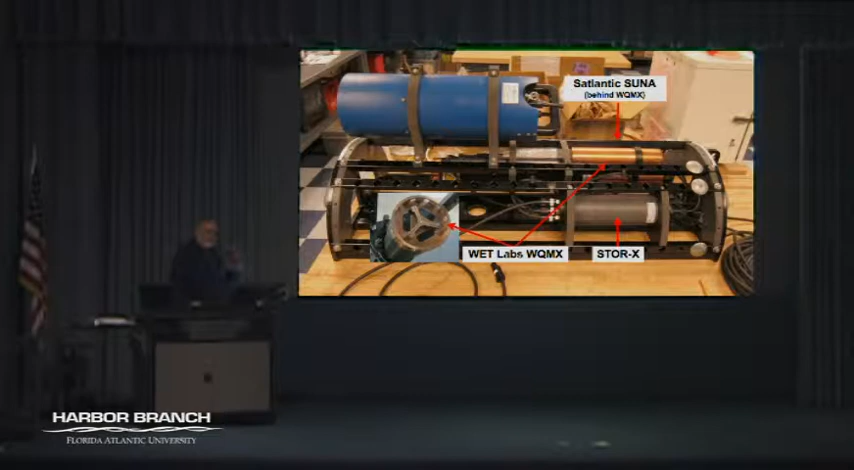 Satlantic SUNA
(behind WQMX)
WET Labs WQMX
STOR-X
HARBOR BRANCH
FLORIDA ATLANTIC UNIVERSITY